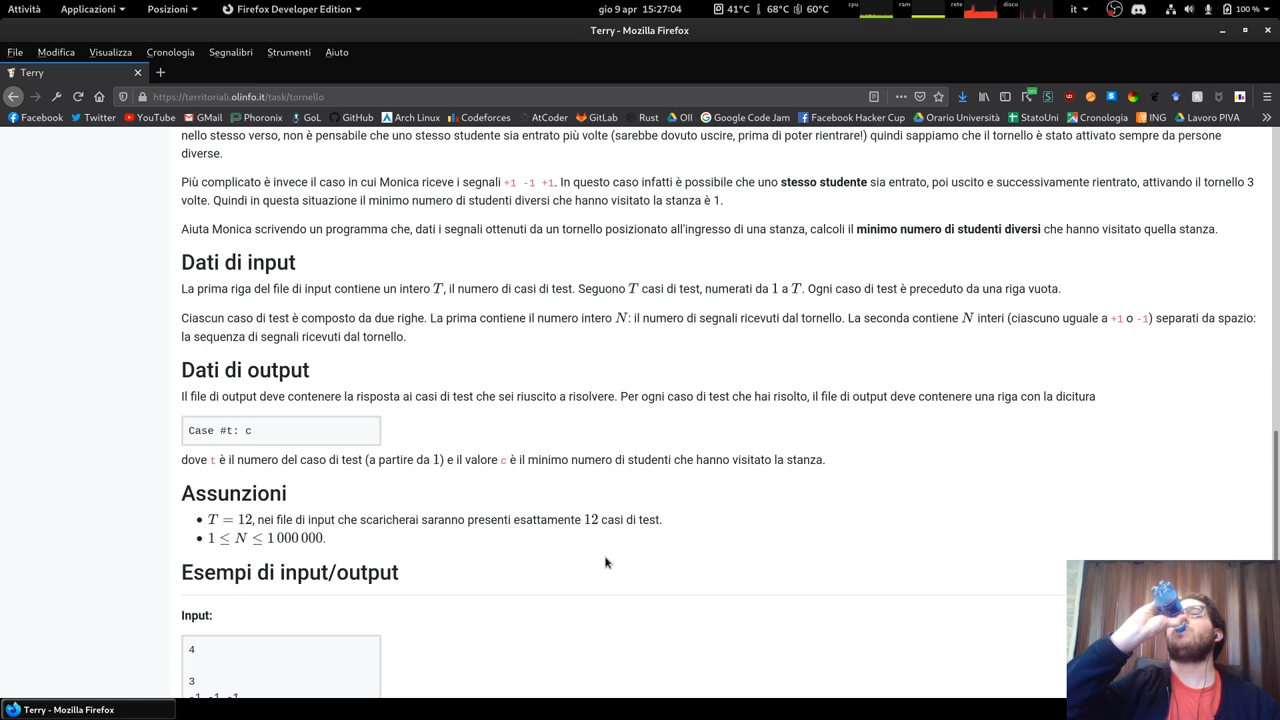 Attività Applicazioni Posizioni Firefox Developer Edition gio 9 apr 15:27:04 41°C 68°C 60°C cpu ram rete disco it 100 %
Terry - Mozilla Firefox
File Modifica Visualizza Cronologia Segnalibri Strumenti Aiuto
Terry
https://territoriali.olinfo.it/task/tornello
Facebook Twitter YouTube GMail Phoronix GoL GitHub Arch Linux Codeforces AtCoder GitLab Rust OII Google Code Jam Facebook Hacker Cup Orario Università StatoUni Cronologia ING Lavoro PIVA
nello stesso verso, non è pensabile che uno stesso studente sia entrato più volte (sarebbe dovuto uscire, prima di poter rientrare!) quindi sappiamo che il tornello è stato attivato sempre da persone
diverse.
Più complicato è invece il caso in cui Monica riceve i segnali +1 -1 +1. In questo caso infatti è possibile che uno stesso studente sia entrato, poi uscito e successivamente rientrato, attivando il tornello 3
volte. Quindi in questa situazione il minimo numero di studenti diversi che hanno visitato la stanza è 1.
Aiuta Monica scrivendo un programma che, dati i segnali ottenuti da un tornello posizionato all'ingresso di una stanza, calcoli il minimo numero di studenti diversi che hanno visitato quella stanza.
Dati di input
La prima riga del file di input contiene un intero T, il numero di casi di test. Seguono T casi di test, numerati da 1 a T. Ogni caso di test è preceduto da una riga vuota.
Ciascun caso di test è composto da due righe. La prima contiene il numero intero N: il numero di segnali ricevuti dal tornello. La seconda contiene N interi (ciascuno uguale a +1 o -1) separati da spazio:
la sequenza di segnali ricevuti dal tornello.
Dati di output
Il file di output deve contenere la risposta ai casi di test che sei riuscito a risolvere. Per ogni caso di test che hai risolto, il file di output deve contenere una riga con la dicitura
Case #t: c
dove t è il numero del caso di test (a partire da 1) e il valore c è il minimo numero di studenti che hanno visitato la stanza.
Assunzioni
• T = 12, nei file di input che scaricherai saranno presenti esattamente 12 casi di test.
• 1 ≤ N ≤ 1 000 000.
Esempi di input/output
Input:
4
3
-1 -1 -1
Terry - Mozilla Firefox